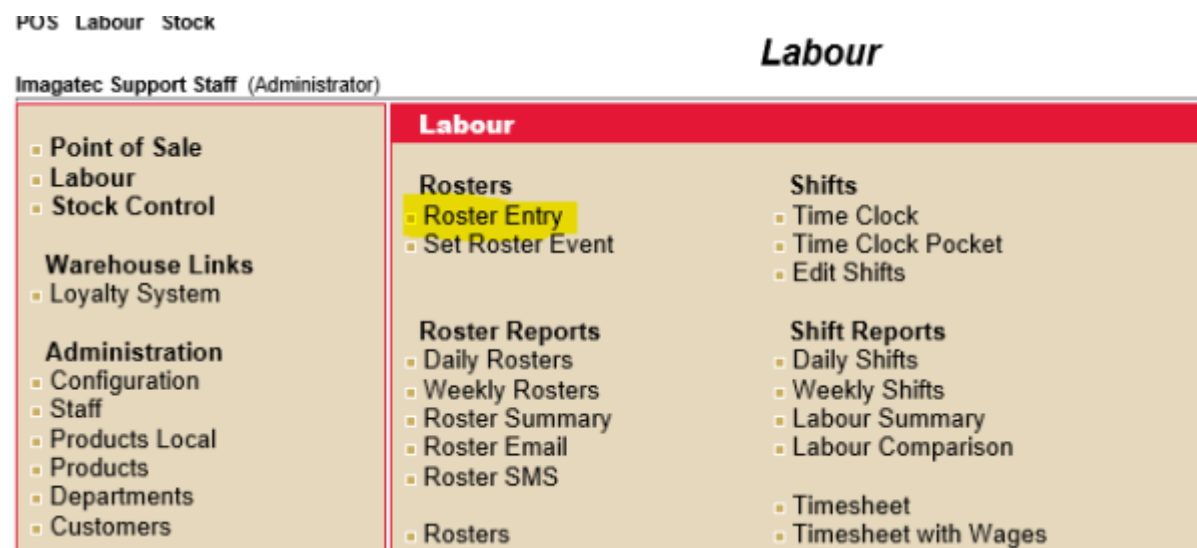 POS Labour Stock
Labour
Imagatec Support Staff (Administrator)
Point of Sale
Labour
Stock Control
Warehouse Links
Loyalty System
Administration
Configuration
Staff
Products Local
Products
Departments
Customers
Labour
Rosters
Roster Entry
Set Roster Event
Roster Reports
Daily Rosters
Weekly Rosters
Roster Summary
Roster Email
Roster SMS
Rosters
Shifts
Time Clock
Time Clock Pocket
Edit Shifts
Shift Reports
Daily Shifts
Weekly Shifts
Labour Summary
Labour Comparison
Timesheet
Timesheet with Wages